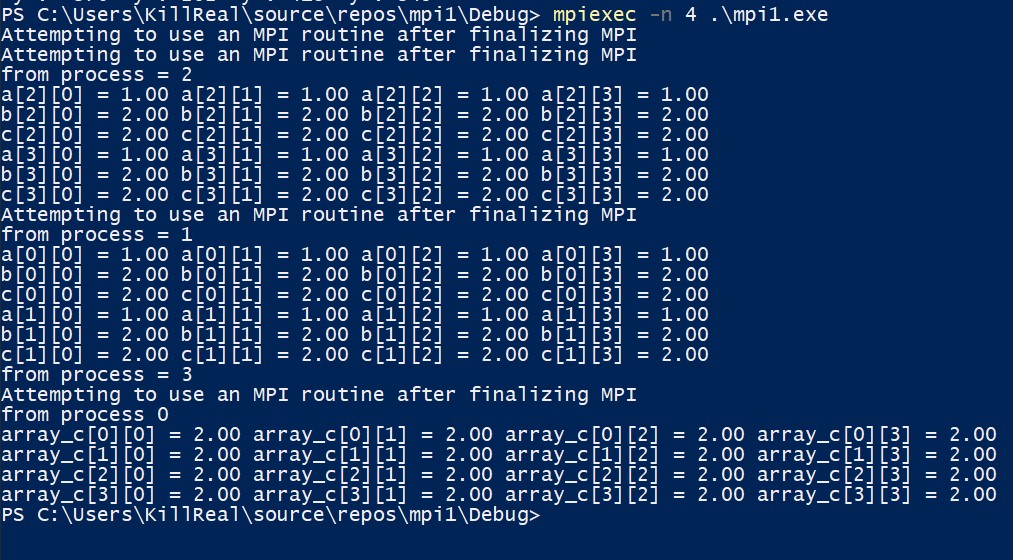 PS C:\Users\KillReal\source\repos\mpi1\Debug> mpiexec -n 4 .\mpi1.exe
Attempting to use an MPI routine after finalizing MPI
Attempting to use an MPI routine after finalizing MPI
from process = 2
a[2][0] = 1.00 a[2][1] = 1.00 a[2][2] = 1.00 a[2][3] = 1.00
b[2][0] = 2.00 b[2][1] = 2.00 b[2][2] = 2.00 b[2][3] = 2.00
c[2][0] = 2.00 c[2][1] = 2.00 c[2][2] = 2.00 c[2][3] = 2.00
a[3][0] = 1.00 a[3][1] = 1.00 a[3][2] = 1.00 a[3][3] = 1.00
b[3][0] = 2.00 b[3][1] = 2.00 b[3][2] = 2.00 b[3][3] = 2.00
c[3][0] = 2.00 c[3][1] = 2.00 c[3][2] = 2.00 c[3][3] = 2.00
Attempting to use an MPI routine after finalizing MPI
from process = 1
a[0][0] = 1.00 a[0][1] = 1.00 a[0][2] = 1.00 a[0][3] = 1.00
b[0][0] = 2.00 b[0][1] = 2.00 b[0][2] = 2.00 b[0][3] = 2.00
c[0][0] = 2.00 c[0][1] = 2.00 c[0][2] = 2.00 c[0][3] = 2.00
a[1][0] = 1.00 a[1][1] = 1.00 a[1][2] = 1.00 a[1][3] = 1.00
b[1][0] = 2.00 b[1][1] = 2.00 b[1][2] = 2.00 b[1][3] = 2.00
c[1][0] = 2.00 c[1][1] = 2.00 c[1][2] = 2.00 c[1][3] = 2.00
from process = 3
Attempting to use an MPI routine after finalizing MPI
from process 0
array_c[0][0] = 2.00 array_c[0][1] = 2.00 array_c[0][2] = 2.00 array_c[0][3] = 2.00
array_c[1][0] = 2.00 array_c[1][1] = 2.00 array_c[1][2] = 2.00 array_c[1][3] = 2.00
array_c[2][0] = 2.00 array_c[2][1] = 2.00 array_c[2][2] = 2.00 array_c[2][3] = 2.00
array_c[3][0] = 2.00 array_c[3][1] = 2.00 array_c[3][2] = 2.00 array_c[3][3] = 2.00
PS C:\Users\KillReal\source\repos\mpi1\Debug>